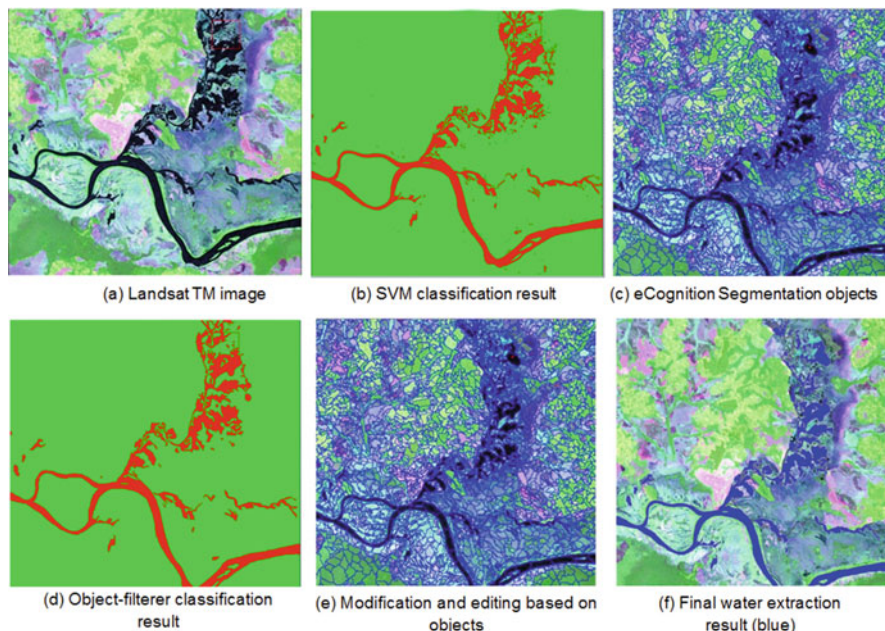 (a) Landsat TM image
(b) SVM classification result
(c) eCognition Segmentation objects
(d) Object-filterer classification
result
(e) Modification and editing based on
objects
(f) Final water extraction
result (blue)